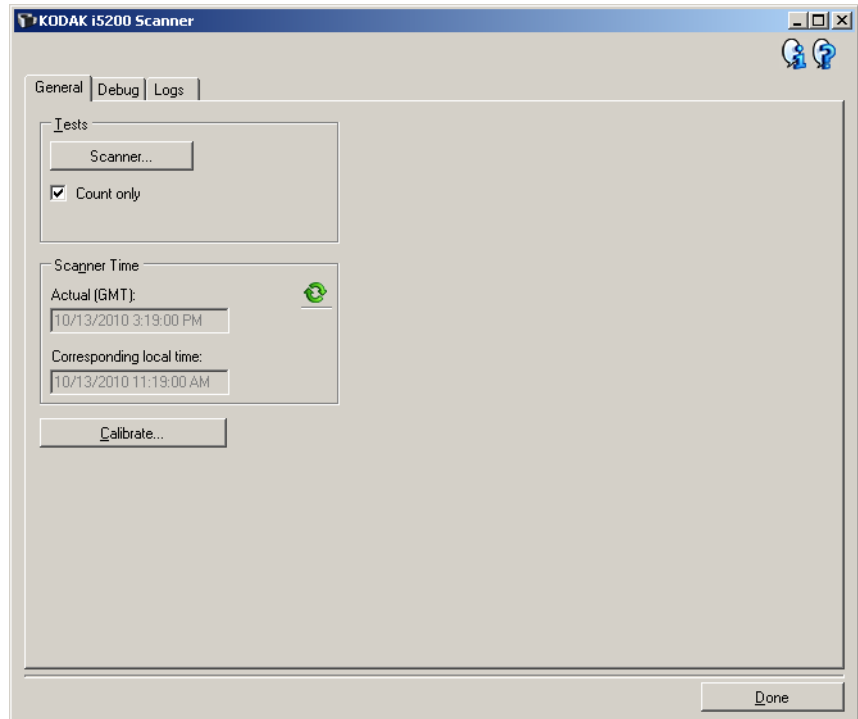 KODAK i5200 Scanner
General Debug Logs
Tests
Scanner...
Count only
Scanner Time
Actual (GMT):
10/13/2010 3:19:00 PM
Corresponding local time:
10/13/2010 11:19:00 AM
Calibrate...
Done